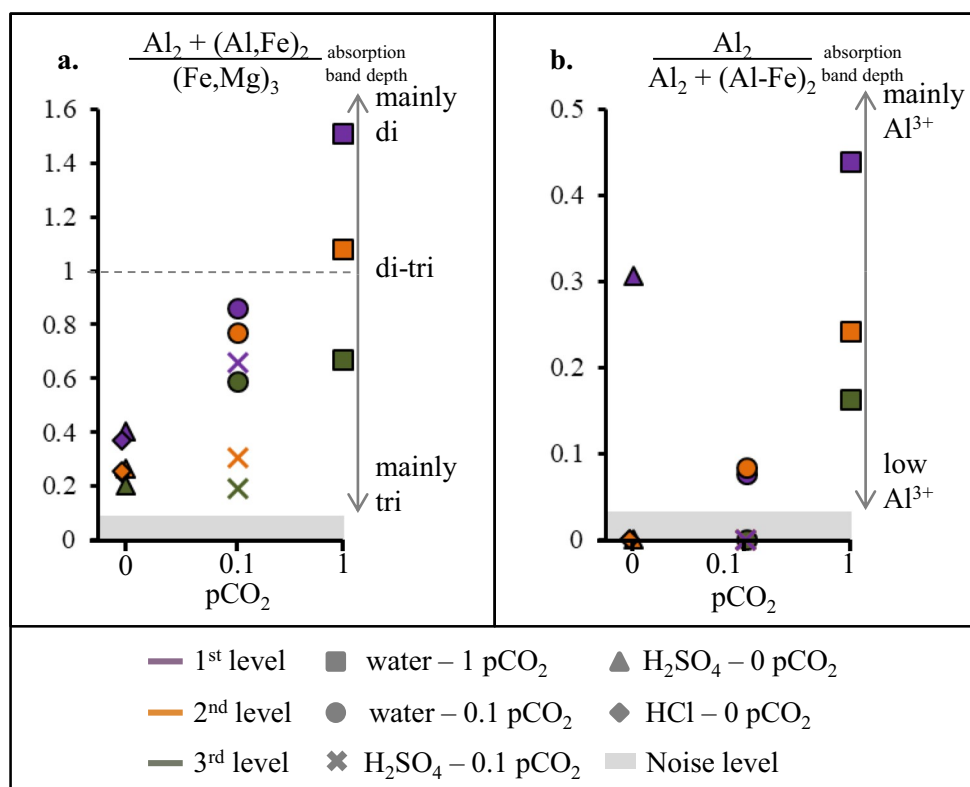 a.
Al₂ + (Al,Fe)₂
(Fe,Mg)₃
absorption
band depth
mainly
di
1.6
1.4
1.2
1
0.8
0.6
0.4
0.2
0
di-tri
mainly
tri
0
0.1
1
pCO₂
b.
Al₂
Al₂ + (Al-Fe)₂
absorption
band depth
mainly
Al³⁺
0.5
0.4
0.3
0.2
0.1
0
low
Al³⁺
0
0.1
1
pCO₂
1ˢᵗ level
water – 1 pCO₂
H₂SO₄ – 0 pCO₂
2ⁿᵈ level
water – 0.1 pCO₂
HCl – 0 pCO₂
3ʳᵈ level
H₂SO₄ – 0.1 pCO₂
Noise level